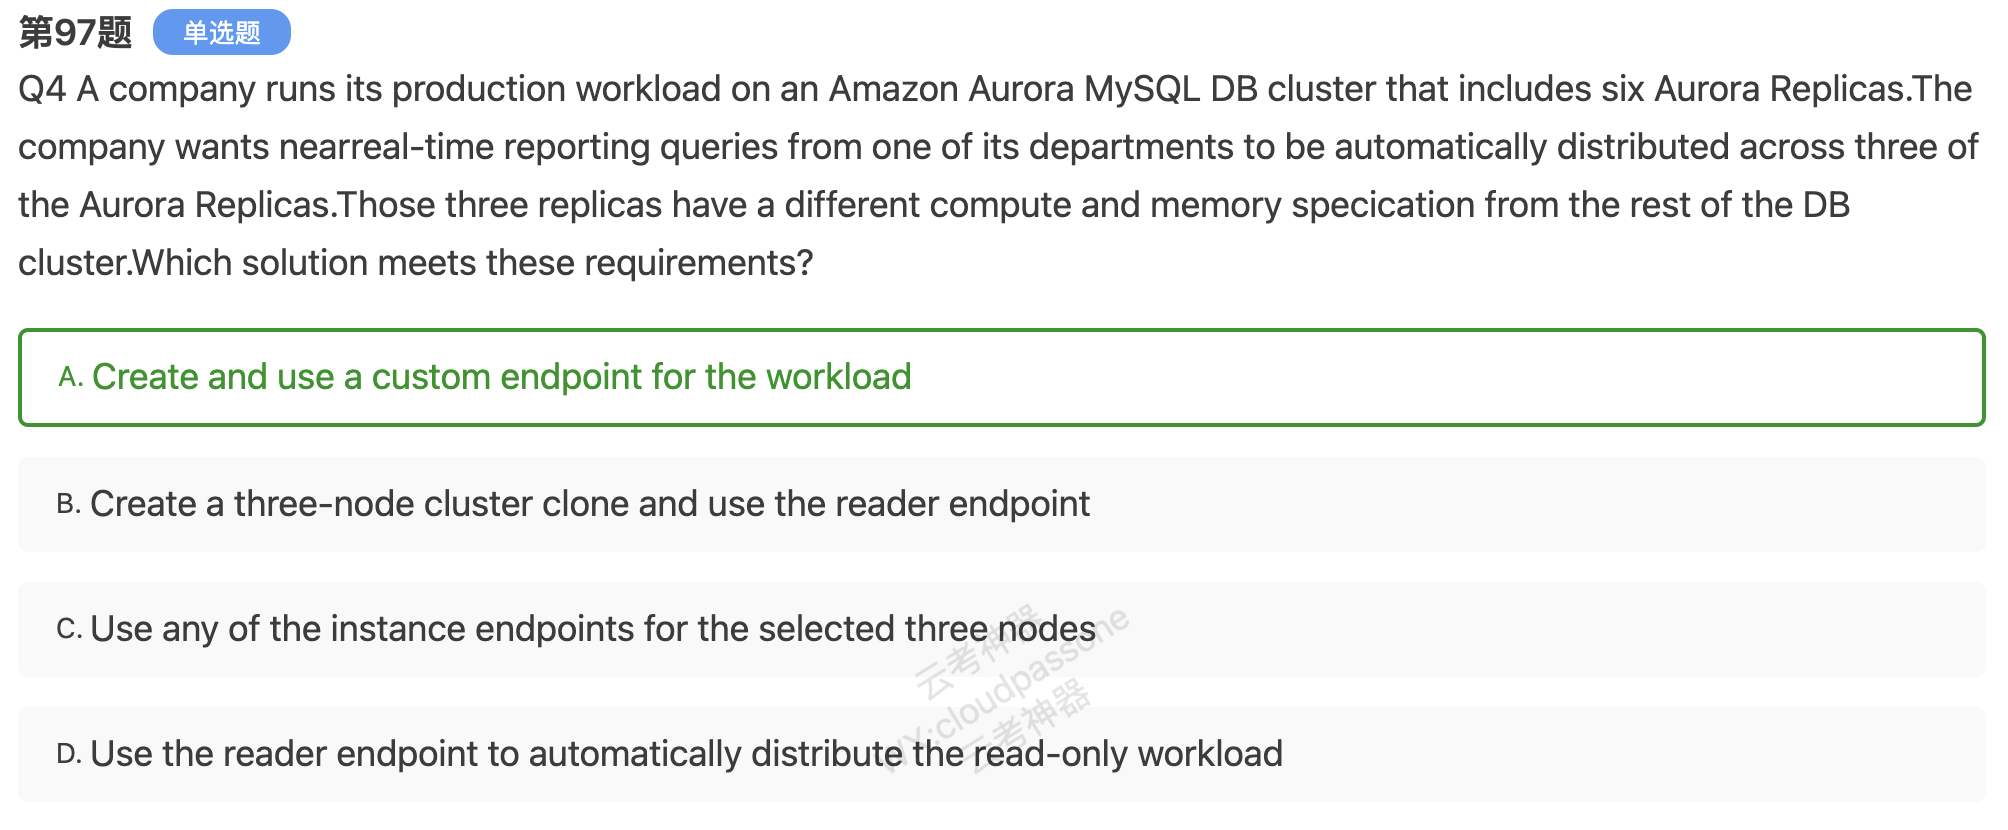 第97题 单选题
Q4 A company runs its production workload on an Amazon Aurora MySQL DB cluster that includes six Aurora Replicas.The
company wants nearreal-time reporting queries from one of its departments to be automatically distributed across three of
the Aurora Replicas.Those three replicas have a different compute and memory specication from the rest of the DB
cluster.Which solution meets these requirements?
A. Create and use a custom endpoint for the workload
B. Create a three-node cluster clone and use the reader endpoint
C. Use any of the instance endpoints for the selected three nodes
D. Use the reader endpoint to automatically distribute the read-only workload
云考神器
WX:cloudpassone
云考神器